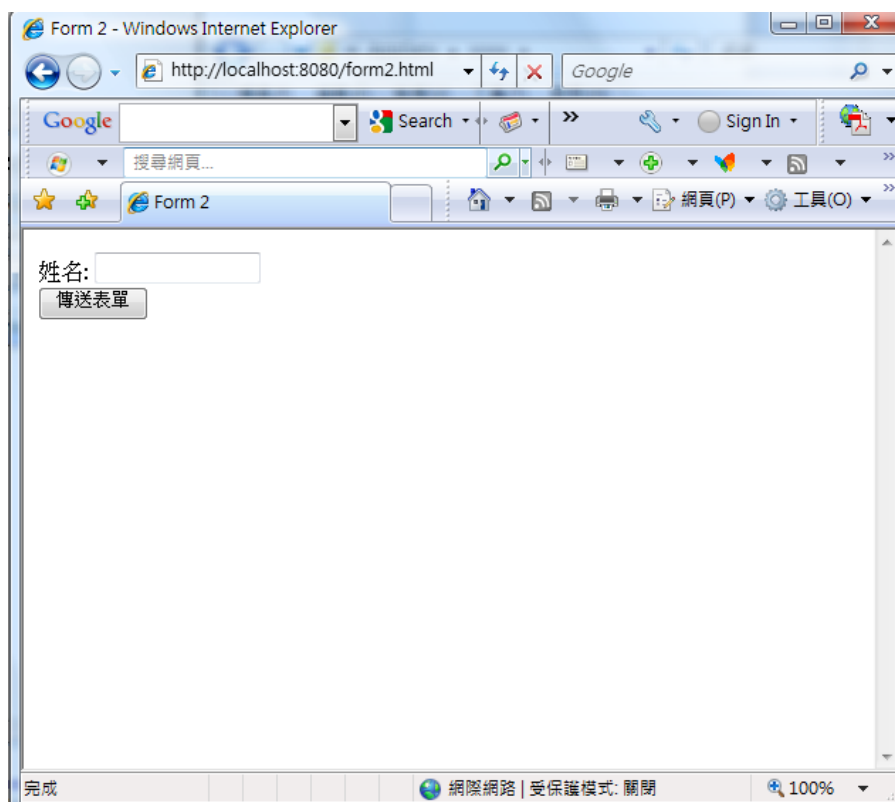 Form 2 - Windows Internet Explorer
http://localhost:8080/form2.html
Google
Google
Search
»
Sign In
搜尋網頁...
»
Form 2
網頁(P)
工具(O)
»
姓名:
傳送表單
完成
網際網路 | 受保護模式: 關閉
100%